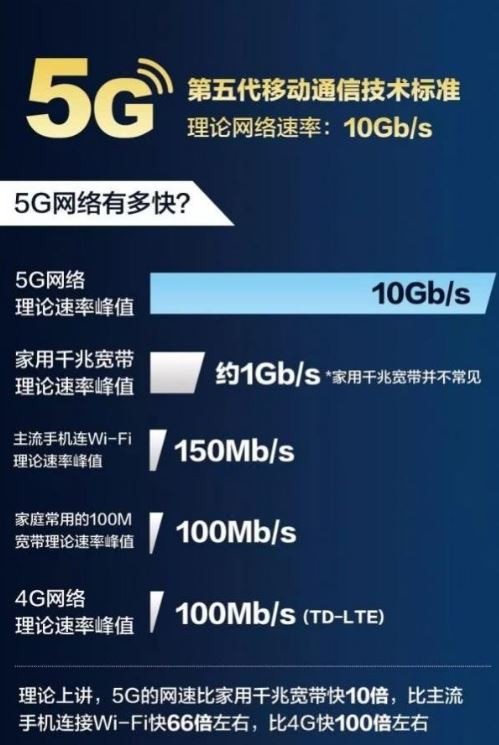 5G
第五代移动通信技术标准
理论网络速率：10Gb/s
5G网络有多快?
5G网络
理论速率峰值
10Gb/s
家用千兆宽带
理论速率峰值
约1Gb/s *家用千兆宽带并不常见
主流手机连Wi-Fi
理论速率峰值
150Mb/s
家庭常用的100M
宽带理论速率峰值
100Mb/s
4G网络
理论速率峰值
100Mb/s (TD-LTE)
理论上讲，5G的网速比家用千兆宽带快10倍，比主流
手机连接Wi-Fi快66倍左右，比4G快100倍左右